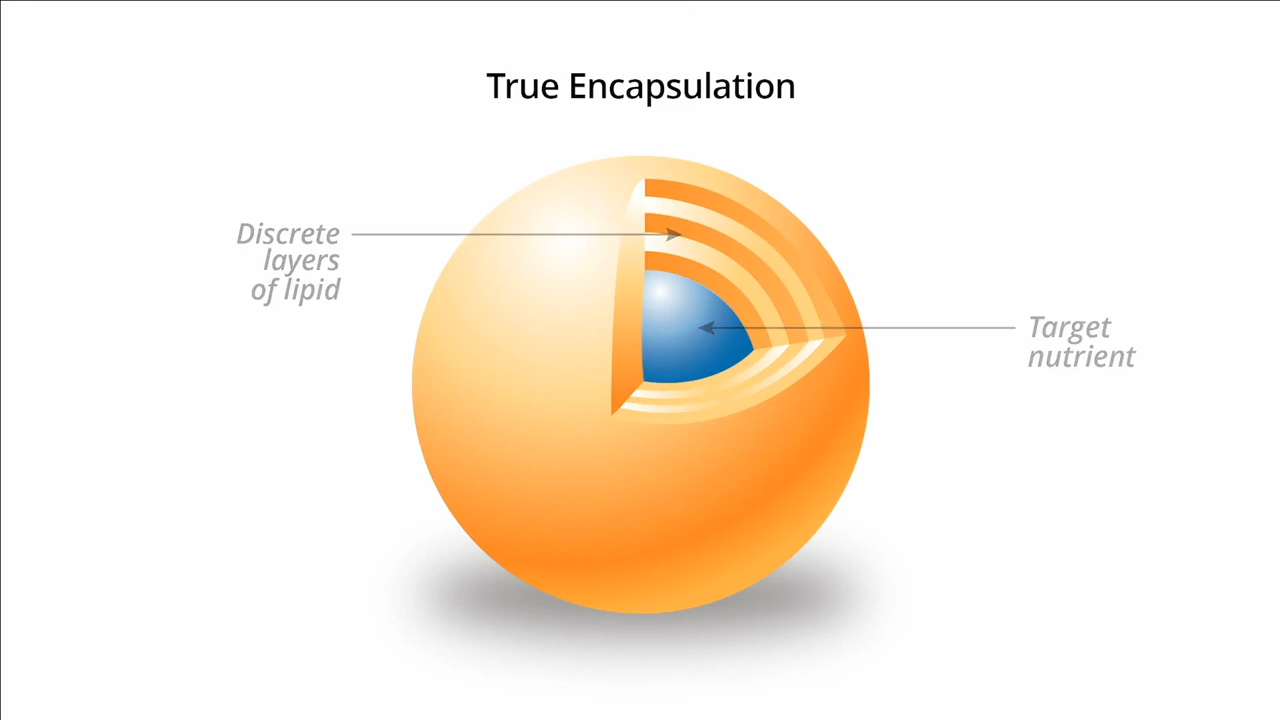 True Encapsulation
Discrete
layers
of lipid
Target
nutrient